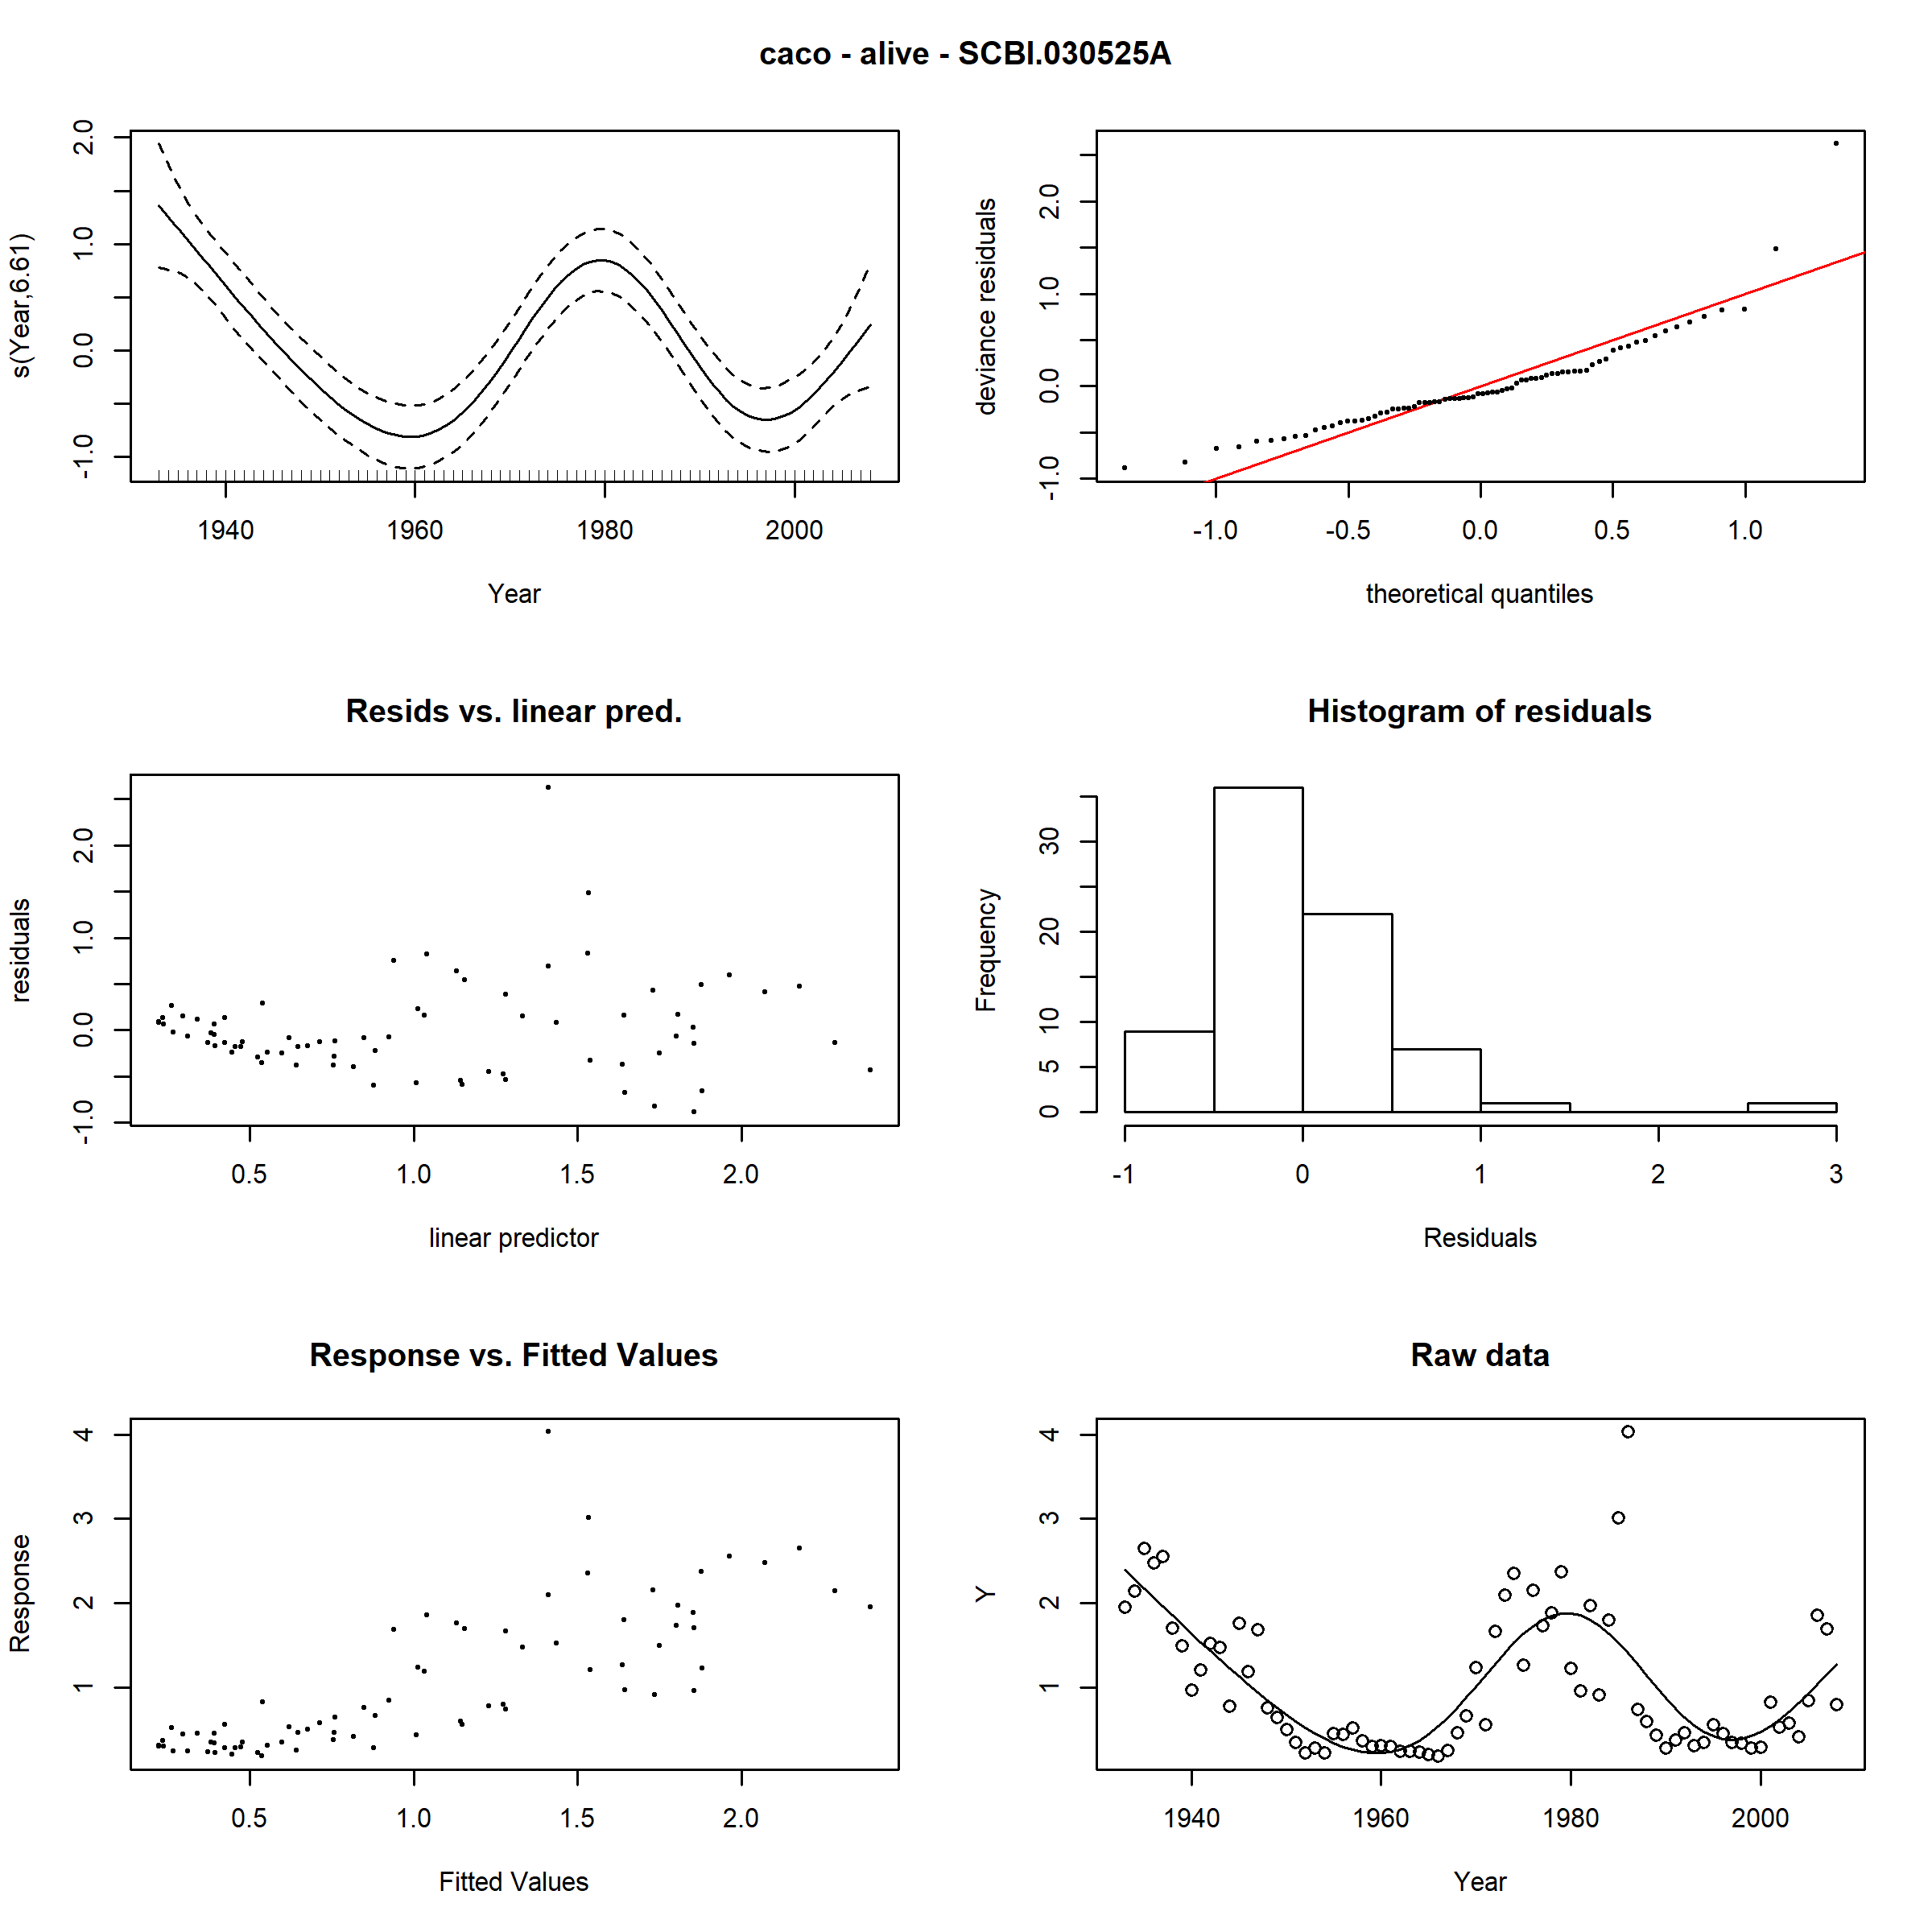 caco - alive - SCBI.030525A
s(Year,6.61)
-1.0 0.0 1.0 2.0
1940 1960 1980 2000
Year
deviance residuals
-1.0 0.0 1.0 2.0
-1.0 -0.5 0.0 0.5 1.0
theoretical quantiles
Resids vs. linear pred.
residuals
-1.0 0.0 1.0 2.0
0.5 1.0 1.5 2.0
linear predictor
Histogram of residuals
Frequency
0 5 10 20 30
-1 0 1 2 3
Residuals
Response vs. Fitted Values
Response
1 2 3 4
0.5 1.0 1.5 2.0
Fitted Values
Raw data
Y
1 2 3 4
1940 1960 1980 2000
Year